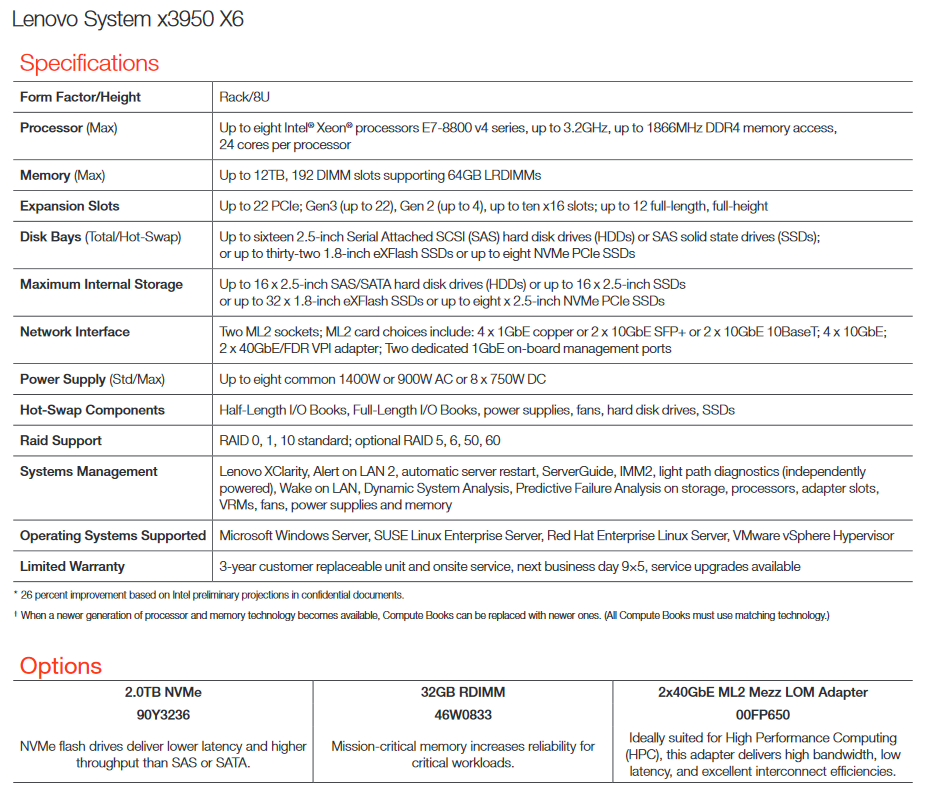 Lenovo System x3950 X6
Specifications
Form Factor/Height Rack/8U
Processor (Max) Up to eight Intel® Xeon® processors E7-8800 v4 series, up to 3.2GHz, up to 1866MHz DDR4 memory access,
24 cores per processor
Memory (Max) Up to 12TB, 192 DIMM slots supporting 64GB LRDIMMs
Expansion Slots Up to 22 PCIe; Gen3 (up to 22), Gen 2 (up to 4), up to ten x16 slots; up to 12 full-length, full-height
Disk Bays (Total/Hot-Swap) Up to sixteen 2.5-inch Serial Attached SCSI (SAS) hard disk drives (HDDs) or SAS solid state drives (SSDs);
or up to thirty-two 1.8-inch eXFlash SSDs or up to eight NVMe PCIe SSDs
Maximum Internal Storage Up to 16 x 2.5-inch SAS/SATA hard disk drives (HDDs) or up to 16 x 2.5-inch SSDs
or up to 32 x 1.8-inch eXFlash SSDs or up to eight x 2.5-inch NVMe PCIe SSDs
Network Interface Two ML2 sockets; ML2 card choices include: 4 x 1GbE copper or 2 x 10GbE SFP+ or 2 x 10GbE 10BaseT; 4 x 10GbE;
2 x 40GbE/FDR VPI adapter; Two dedicated 1GbE on-board management ports
Power Supply (Std/Max) Up to eight common 1400W or 900W AC or 8 x 750W DC
Hot-Swap Components Half-Length I/O Books, Full-Length I/O Books, power supplies, fans, hard disk drives, SSDs
Raid Support RAID 0, 1, 10 standard; optional RAID 5, 6, 50, 60
Systems Management Lenovo XClarity, Alert on LAN 2, automatic server restart, ServerGuide, IMM2, light path diagnostics (independently
powered), Wake on LAN, Dynamic System Analysis, Predictive Failure Analysis on storage, processors, adapter slots,
VRMs, fans, power supplies and memory
Operating Systems Supported Microsoft Windows Server, SUSE Linux Enterprise Server, Red Hat Enterprise Linux Server, VMware vSphere Hypervisor
Limited Warranty 3-year customer replaceable unit and onsite service, next business day 9×5, service upgrades available
* 26 percent improvement based on Intel preliminary projections in confidential documents.
† When a newer generation of processor and memory technology becomes available, Compute Books can be replaced with newer ones. (All Compute Books must use matching technology.)
Options
2.0TB NVMe
90Y3236
NVMe flash drives deliver lower latency and higher
throughput than SAS or SATA.
32GB RDIMM
46W0833
Mission-critical memory increases reliability for
critical workloads.
2x40GbE ML2 Mezz LOM Adapter
00FP650
Ideally suited for High Performance Computing
(HPC), this adapter delivers high bandwidth, low
latency, and excellent interconnect efficiencies.